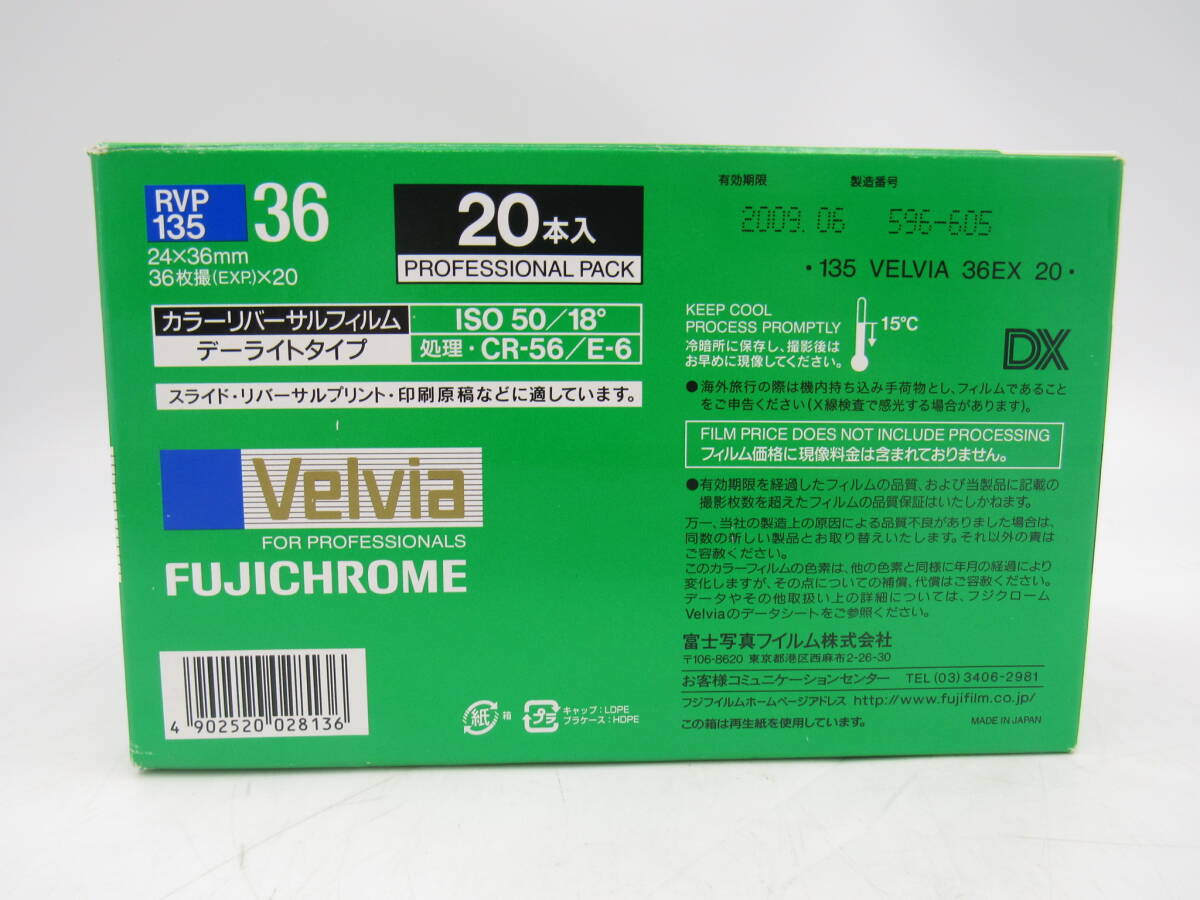 RVP
135
36
24×36mm
36枚撮(EXP.)×20
20本入
PROFESSIONAL PACK
カラーリバーサルフィルム
デーライトタイプ
ISO 50/18°
処理・CR-56/E-6
スライド・リバーサルプリント・印刷原稿などに適しています。
Velvia
FOR PROFESSIONALS
FUJICHROME
4 902520 028136
紙
箱
プラ
キャップ:LDPE
プラケース:HDPE
有効期限
製造番号
2009.06
596-605
・135 VELVIA 36EX 20・
KEEP COOL
PROCESS PROMPTLY
冷暗所に保存し、撮影後は
お早めに現像してください。
15℃
DX
●海外旅行の際は機内持ち込み手荷物とし、フィルムであること
をご申告ください(X線検査で感光する場合があります)。
FILM PRICE DOES NOT INCLUDE PROCESSING
フィルム価格に現像料金は含まれておりません。
●有効期限を経過したフィルムの品質、および当製品に記載の
撮影枚数を超えたフィルムの品質保証はいたしかねます。
万一、当社の製造上の原因による品質不良がありました場合は、
同数の新しい製品とお取り替えいたします。それ以外の責は
ご容赦ください。
このカラーフィルムの色素は、他の色素と同様に年月の経過により
変化しますが、その点についての補償、代償はご容赦ください。
データやその他取扱い上の詳細については、フジクローム
Velviaのデータシートをご参照ください。
富士写真フイルム株式会社
〒106-8620 東京都港区西麻布2-26-30
お客様コミュニケーションセンター TEL(03)3406-2981
フジフイルムホームページアドレス http://www.fujifilm.co.jp/
この箱は再生紙を使用しています。
MADE IN JAPAN